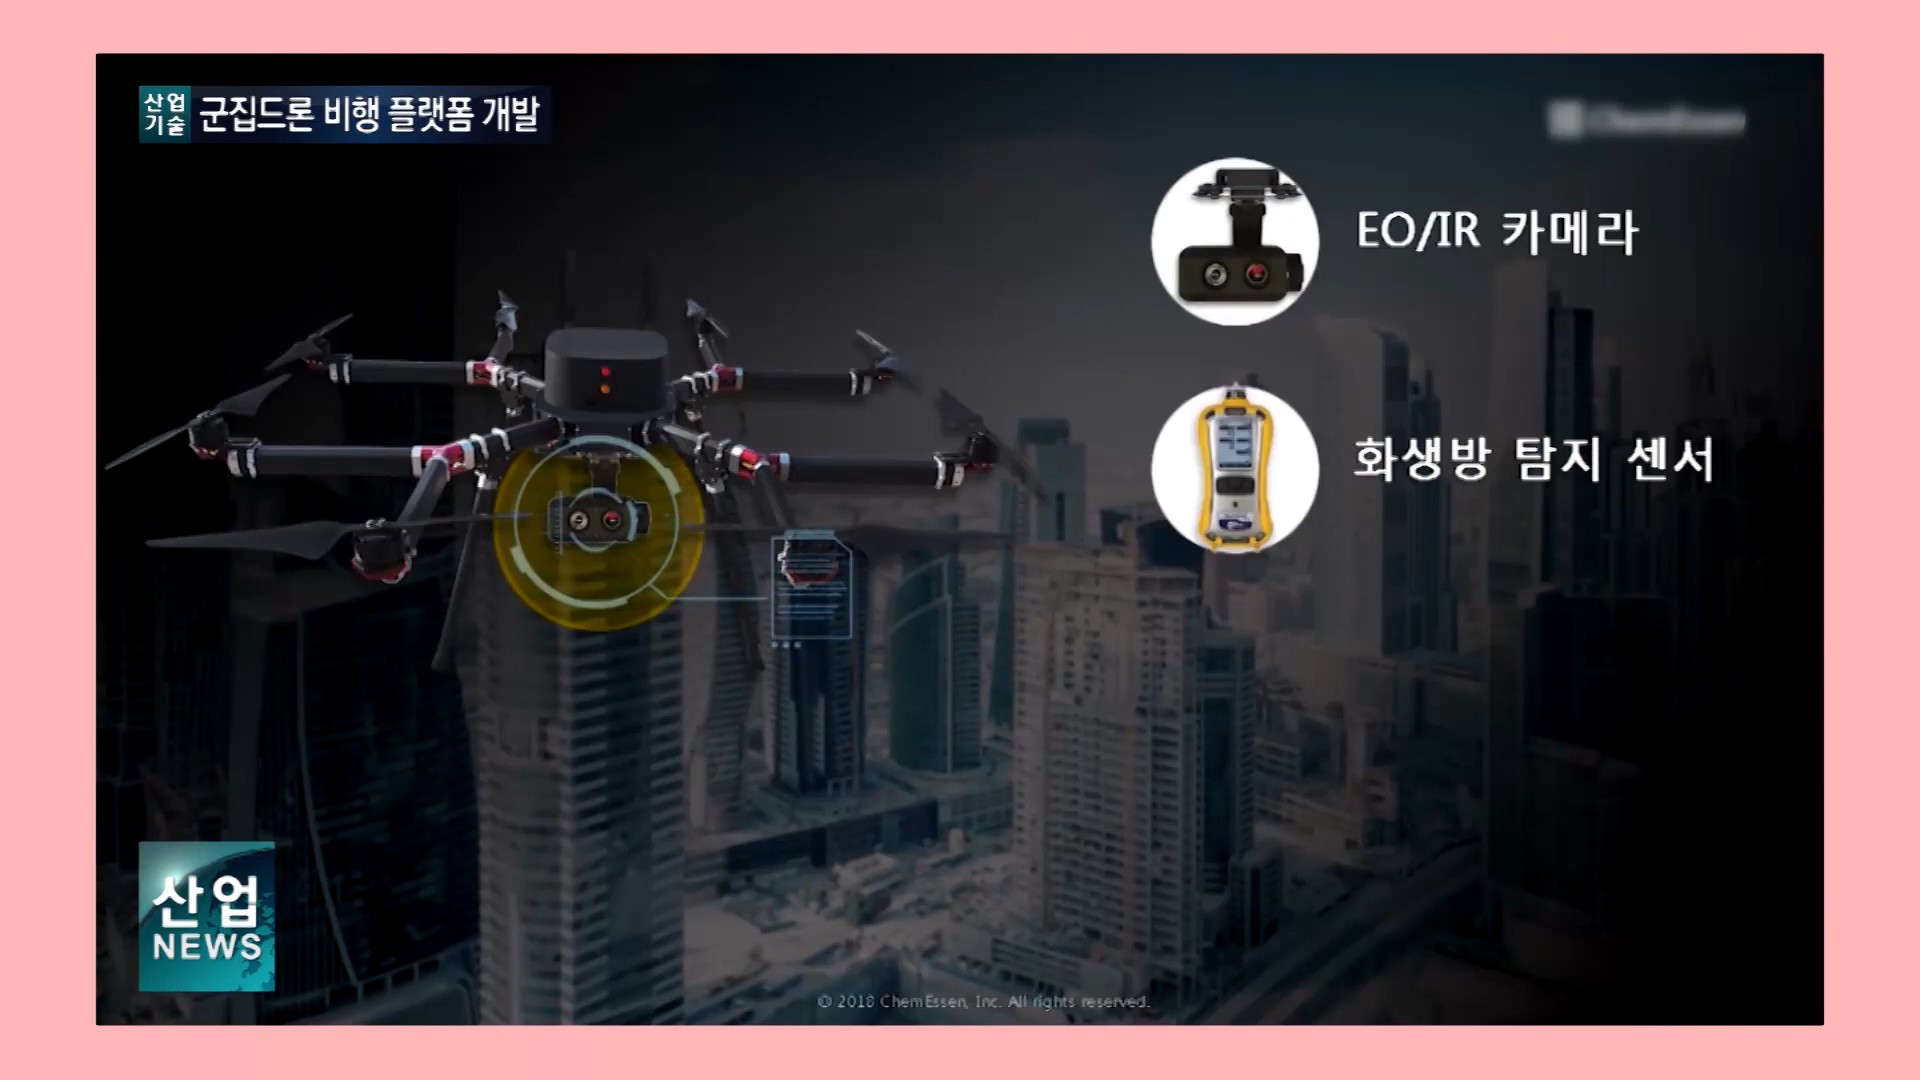 산업
기술
군집드론 비행 플랫폼 개발
EO/IR 카메라
화생방 탐지 센서
산업
NEWS
© 2018 ChemEssen, Inc. All rights reserved.